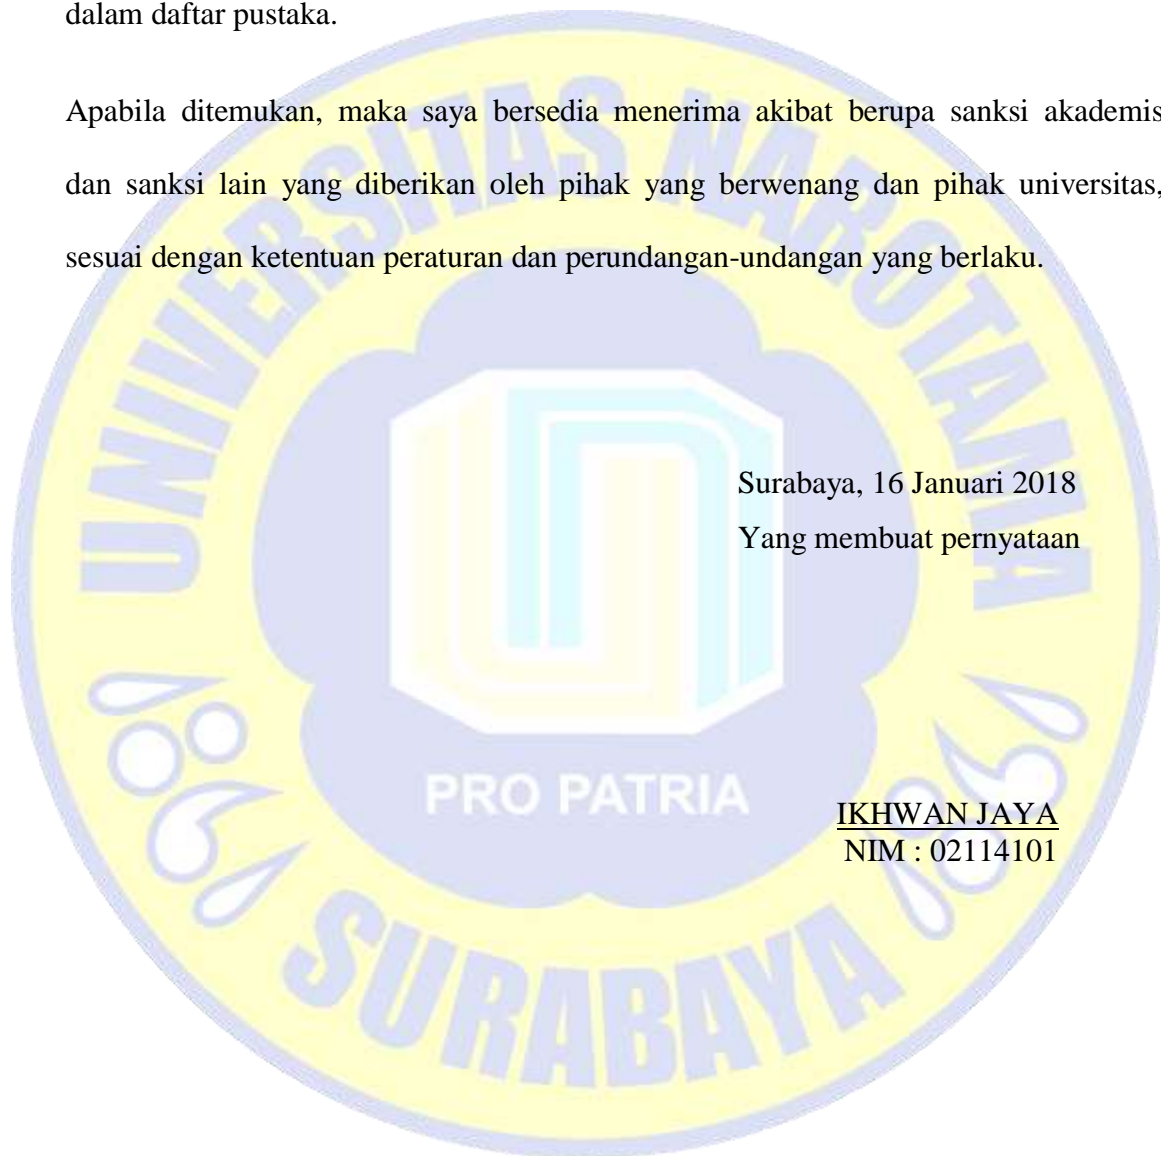 dalam daftar pustaka.
Apabila ditemukan, maka saya bersedia menerima akibat berupa sanksi akademis
dan sanksi lain yang diberikan oleh pihak yang berwenang dan pihak universitas,
sesuai dengan ketentuan peraturan dan perundangan-undangan yang berlaku.
UNIVERSITAS NAROTAMA
Surabaya, 16 Januari 2018
Yang membuat pernyataan
PRO PATRIA
IKHWAN JAYA
NIM : 02114101
SURABAYA